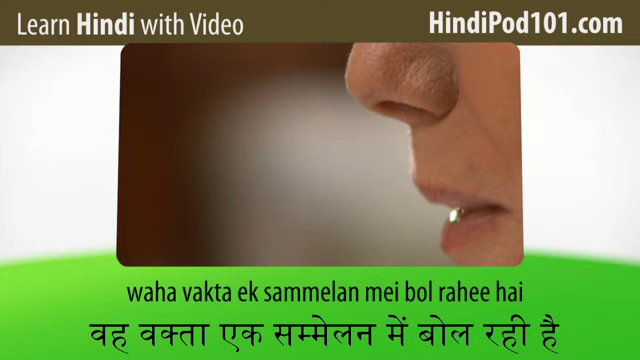 Learn Hindi with Video
HindiPod101.com
waha vakta ek sammelan mei bol rahee hai
वह वक्ता एक सम्मेलन में बोल रही है